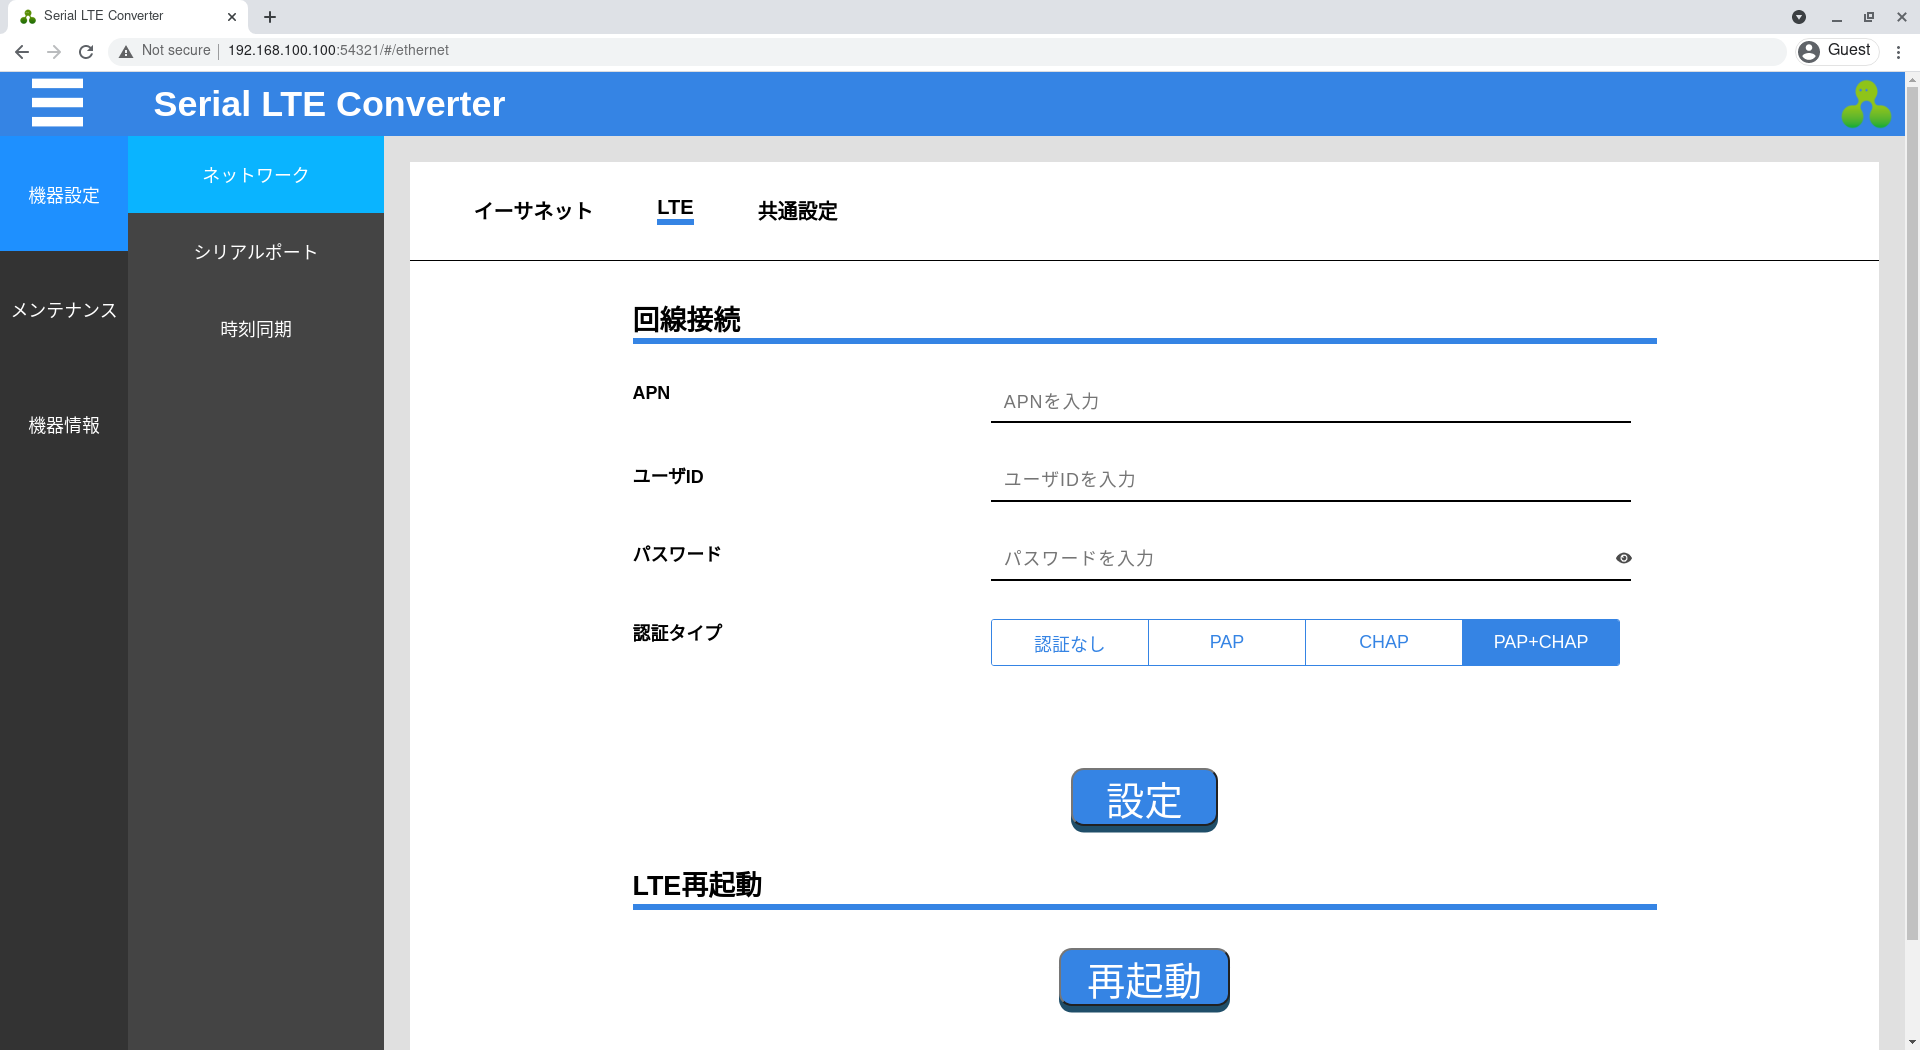 Serial LTE Converter
Not secure
192.168.100.100:54321/#/ethernet
Guest
Serial LTE Converter
機器設定
メンテナンス
機器情報
ネットワーク
シリアルポート
時刻同期
イーサネット
LTE
共通設定
回線接続
APN
APNを入力
ユーザID
ユーザIDを入力
パスワード
パスワードを入力
認証タイプ
認証なし
PAP
CHAP
PAP+CHAP
設定
LTE再起動
再起動